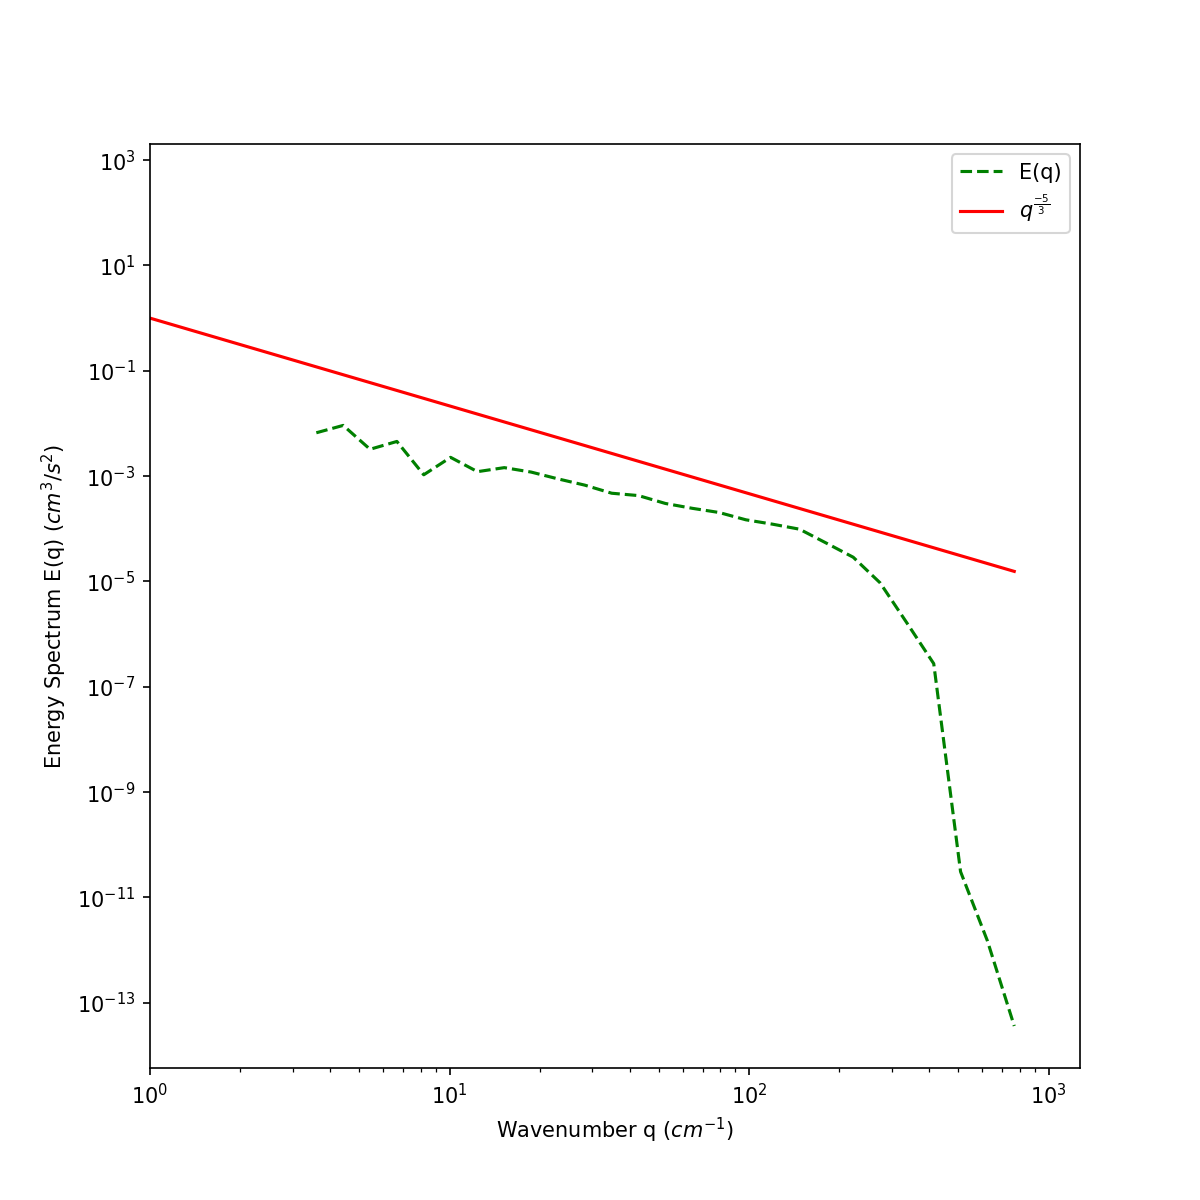 E(q)
$q^{\frac{-5}{3}}$
Energy Spectrum E(q) ($cm^3/s^2$)
$10^3$
$10^1$
$10^{-1}$
$10^{-3}$
$10^{-5}$
$10^{-7}$
$10^{-9}$
$10^{-11}$
$10^{-13}$
$10^0$ $10^1$ $10^2$ $10^3$
Wavenumber q ($cm^{-1}$)